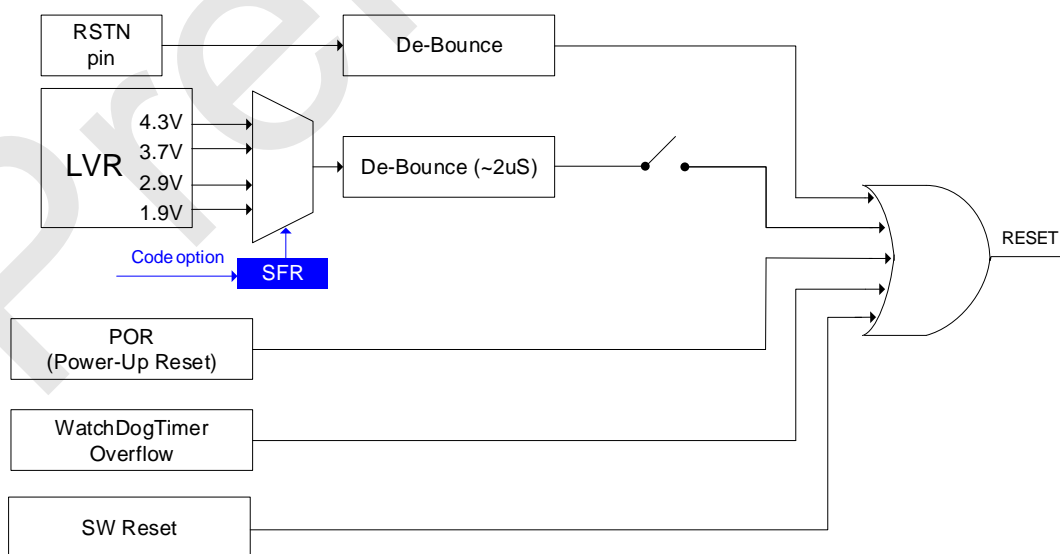 RSTN
pin
De-Bounce
LVR
4.3V
3.7V
2.9V
1.9V
De-Bounce (~2uS)
Code option
SFR
RESET
POR
(Power-Up Reset)
WatchDogTimer
Overflow
SW Reset
Pre